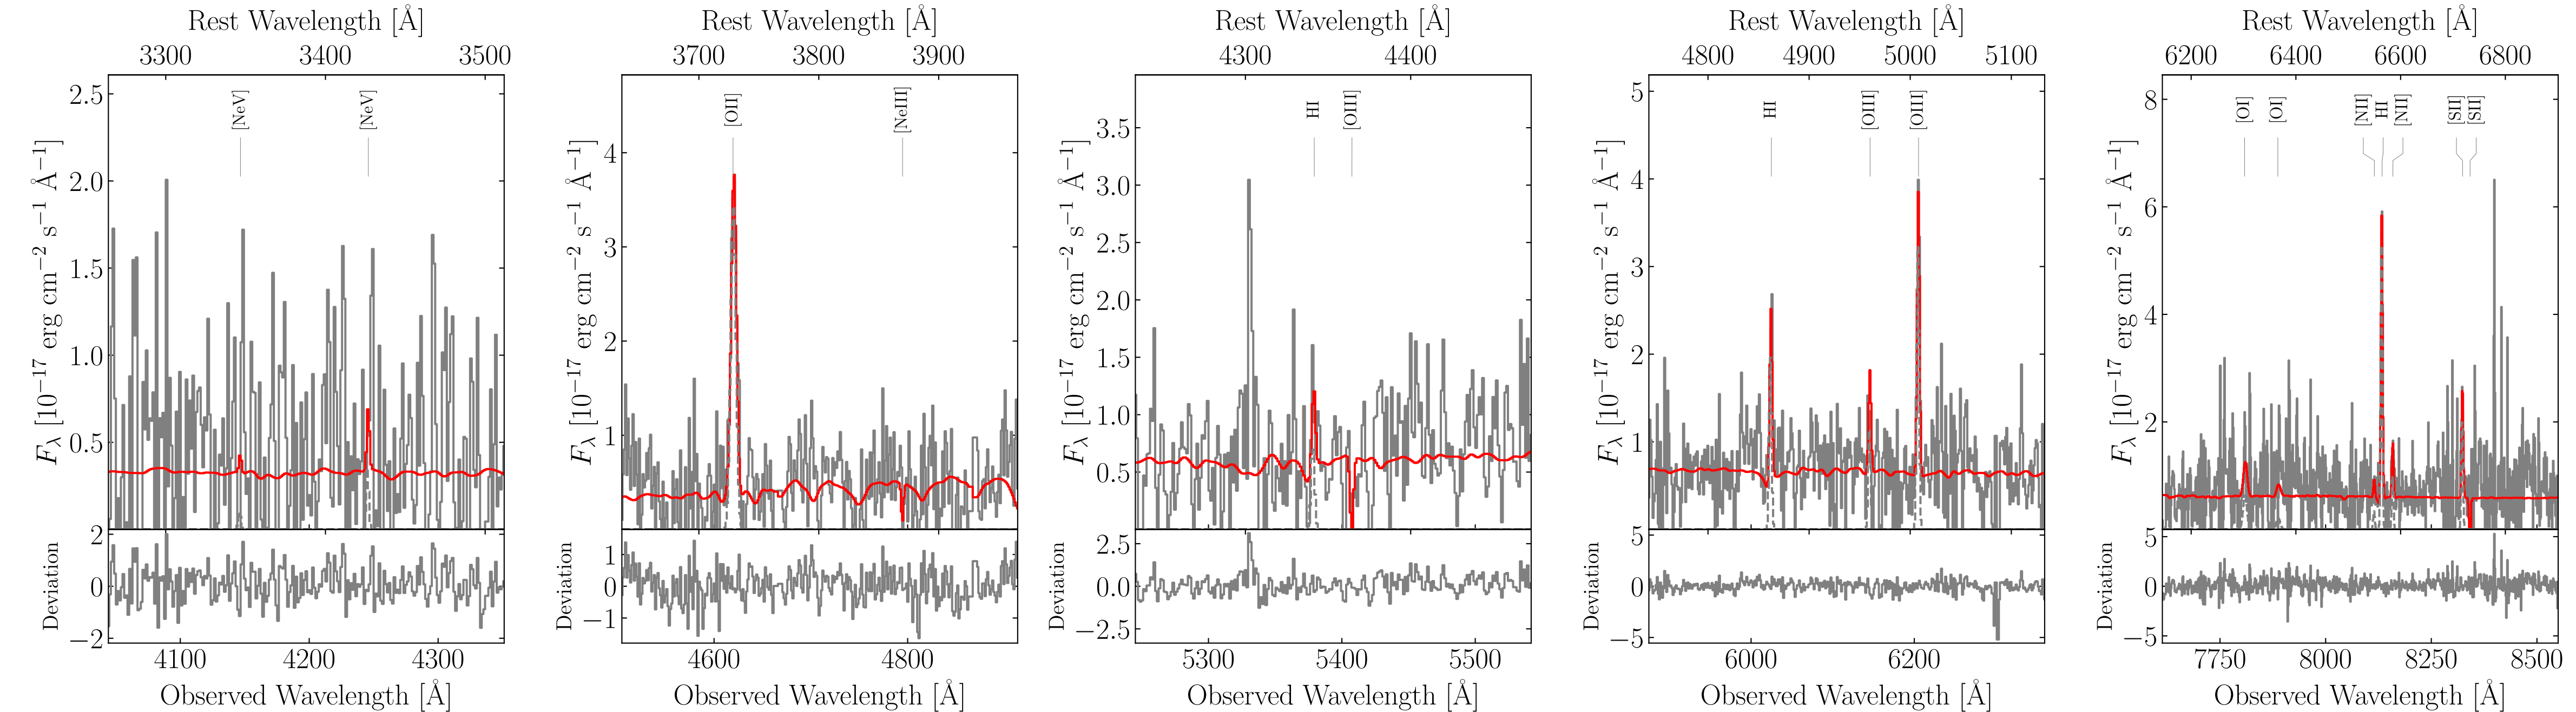 Rest Wavelength [Å]
3300 3400 3500
2.5
2.0
1.5
1.0
0.5
F_λ [10⁻¹⁷ erg cm⁻² s⁻¹ Å⁻¹]
[NeV] [NeV]
2
0
−2
Deviation
4100 4200 4300
Observed Wavelength [Å]
Rest Wavelength [Å]
3700 3800 3900
4
3
2
1
F_λ [10⁻¹⁷ erg cm⁻² s⁻¹ Å⁻¹]
[OII] [NeIII]
1
0
−1
Deviation
4600 4800
Observed Wavelength [Å]
Rest Wavelength [Å]
4300 4400
3.5
3.0
2.5
2.0
1.5
1.0
0.5
F_λ [10⁻¹⁷ erg cm⁻² s⁻¹ Å⁻¹]
HI [OIII]
2.5
0.0
−2.5
Deviation
5300 5400 5500
Observed Wavelength [Å]
Rest Wavelength [Å]
4800 4900 5000 5100
5
4
3
2
1
F_λ [10⁻¹⁷ erg cm⁻² s⁻¹ Å⁻¹]
HI [OIII] [OIII]
5
0
−5
Deviation
6000 6200
Observed Wavelength [Å]
Rest Wavelength [Å]
6200 6400 6600 6800
8
6
4
2
F_λ [10⁻¹⁷ erg cm⁻² s⁻¹ Å⁻¹]
[OI] [OI] [NII] HI [NII] [SII] [SII]
5
0
−5
Deviation
7750 8000 8250 8500
Observed Wavelength [Å]